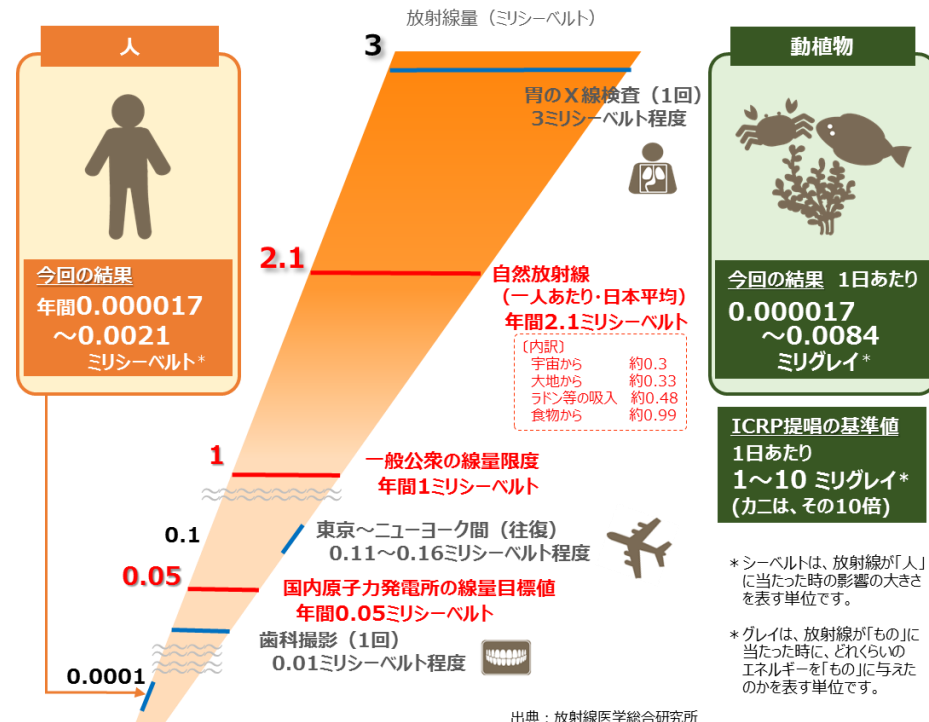 放射線量（ミリシーベルト）
人
今回の結果
年間0.000017
～0.0021
ミリシーベルト*
3
胃のＸ線検査（1回）
3ミリシーベルト程度
2.1
自然放射線
（一人あたり・日本平均）
年間2.1ミリシーベルト
〔内訳〕
宇宙から 約0.3
大地から 約0.33
ラドン等の吸入 約0.48
食物から 約0.99
1
一般公衆の線量限度
年間1ミリシーベルト
0.1
東京～ニューヨーク間（往復）
0.11～0.16ミリシーベルト程度
0.05
国内原子力発電所の線量目標値
年間0.05ミリシーベルト
歯科撮影（1回）
0.01ミリシーベルト程度
0.0001
動植物
今回の結果 1日あたり
0.000017
～0.0084
ミリグレイ*
ICRP提唱の基準値
1日あたり
1～10 ミリグレイ*
(カニは、その10倍)
＊シーベルトは、放射線が「人」
に当たった時の影響の大きさ
を表す単位です。
＊グレイは、放射線が「もの」に
当たった時に、どれくらいの
エネルギーを「もの」に与えた
のかを表す単位です。
出典：放射線医学総合研究所